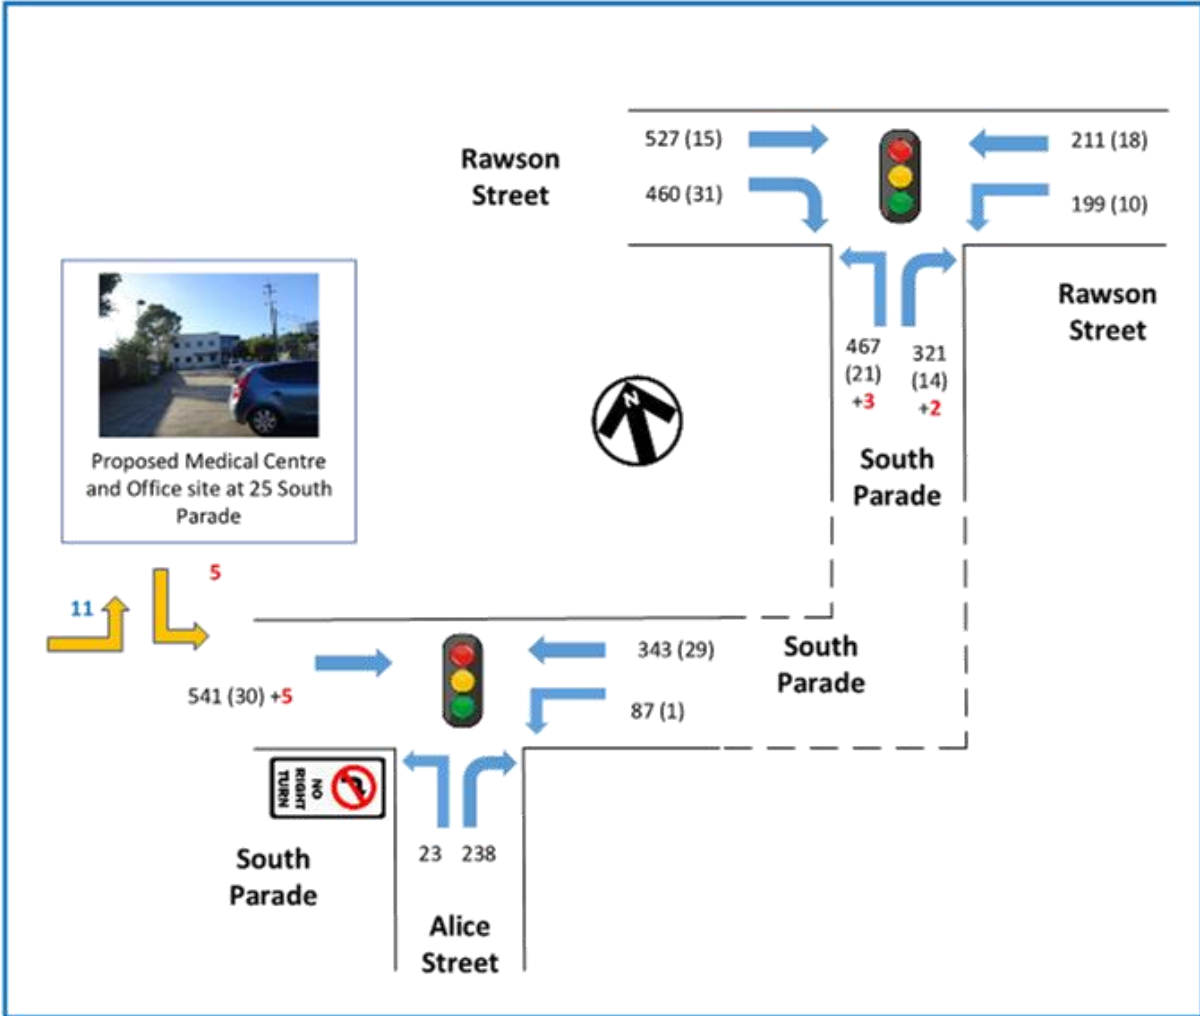 527 (15)
211 (18)
Rawson
Street
460 (31)
199 (10)
Rawson
Street
467
(21)
+3
321
(14)
+2
N
South
Parade
Proposed Medical Centre
and Office site at 25 South
Parade
5
11
343 (29)
South
Parade
541 (30) +5
87 (1)
NO
RIGHT
TURN
South
Parade
23 238
Alice
Street